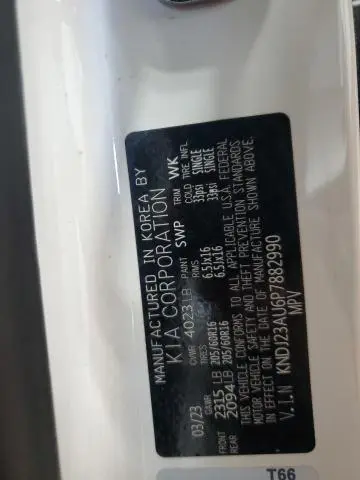 MANUFACTURED IN KOREA BY
KIA CORPORATION
PAINT SWP TRIM WK
03/23 GVWR 4023 LB
GAWR TIRES RIMS COLD TIRE INFL
FRONT 2315 LB 205/60R16 6.5Jx16 33psi SINGLE
REAR 2094 LB 205/60R16 6.5Jx16 33psi SINGLE
THIS VEHICLE CONFORMS TO ALL APPLICABLE U.S.A. FEDERAL
MOTOR VEHICLE SAFETY AND THEFT PREVENTION STANDARDS
IN EFFECT ON THE DATE OF MANUFACTURE SHOWN ABOVE.
V.I.N KNDJ23AU6P7882990
MPV
T66